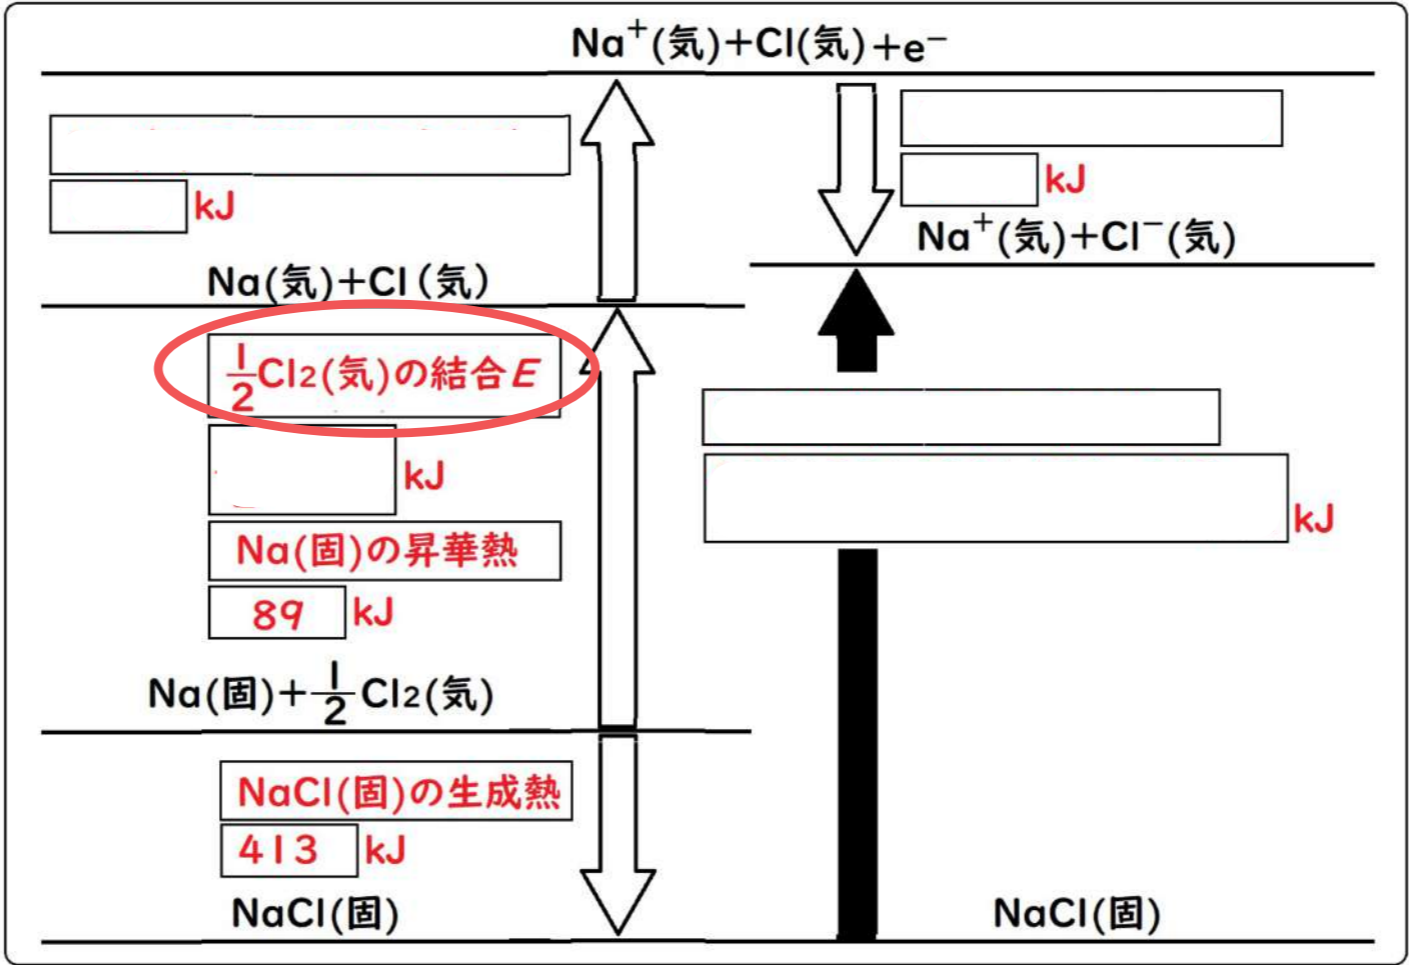 Na⁺(気)+Cl(気)+e⁻
kJ
kJ
Na⁺(気)+Cl⁻(気)
Na(気)+Cl(気)
1/2Cl2(気)の結合E
kJ
kJ
Na(固)の昇華熱
89 kJ
Na(固)+1/2Cl2(気)
NaCl(固)の生成熱
413 kJ
NaCl(固)
NaCl(固)